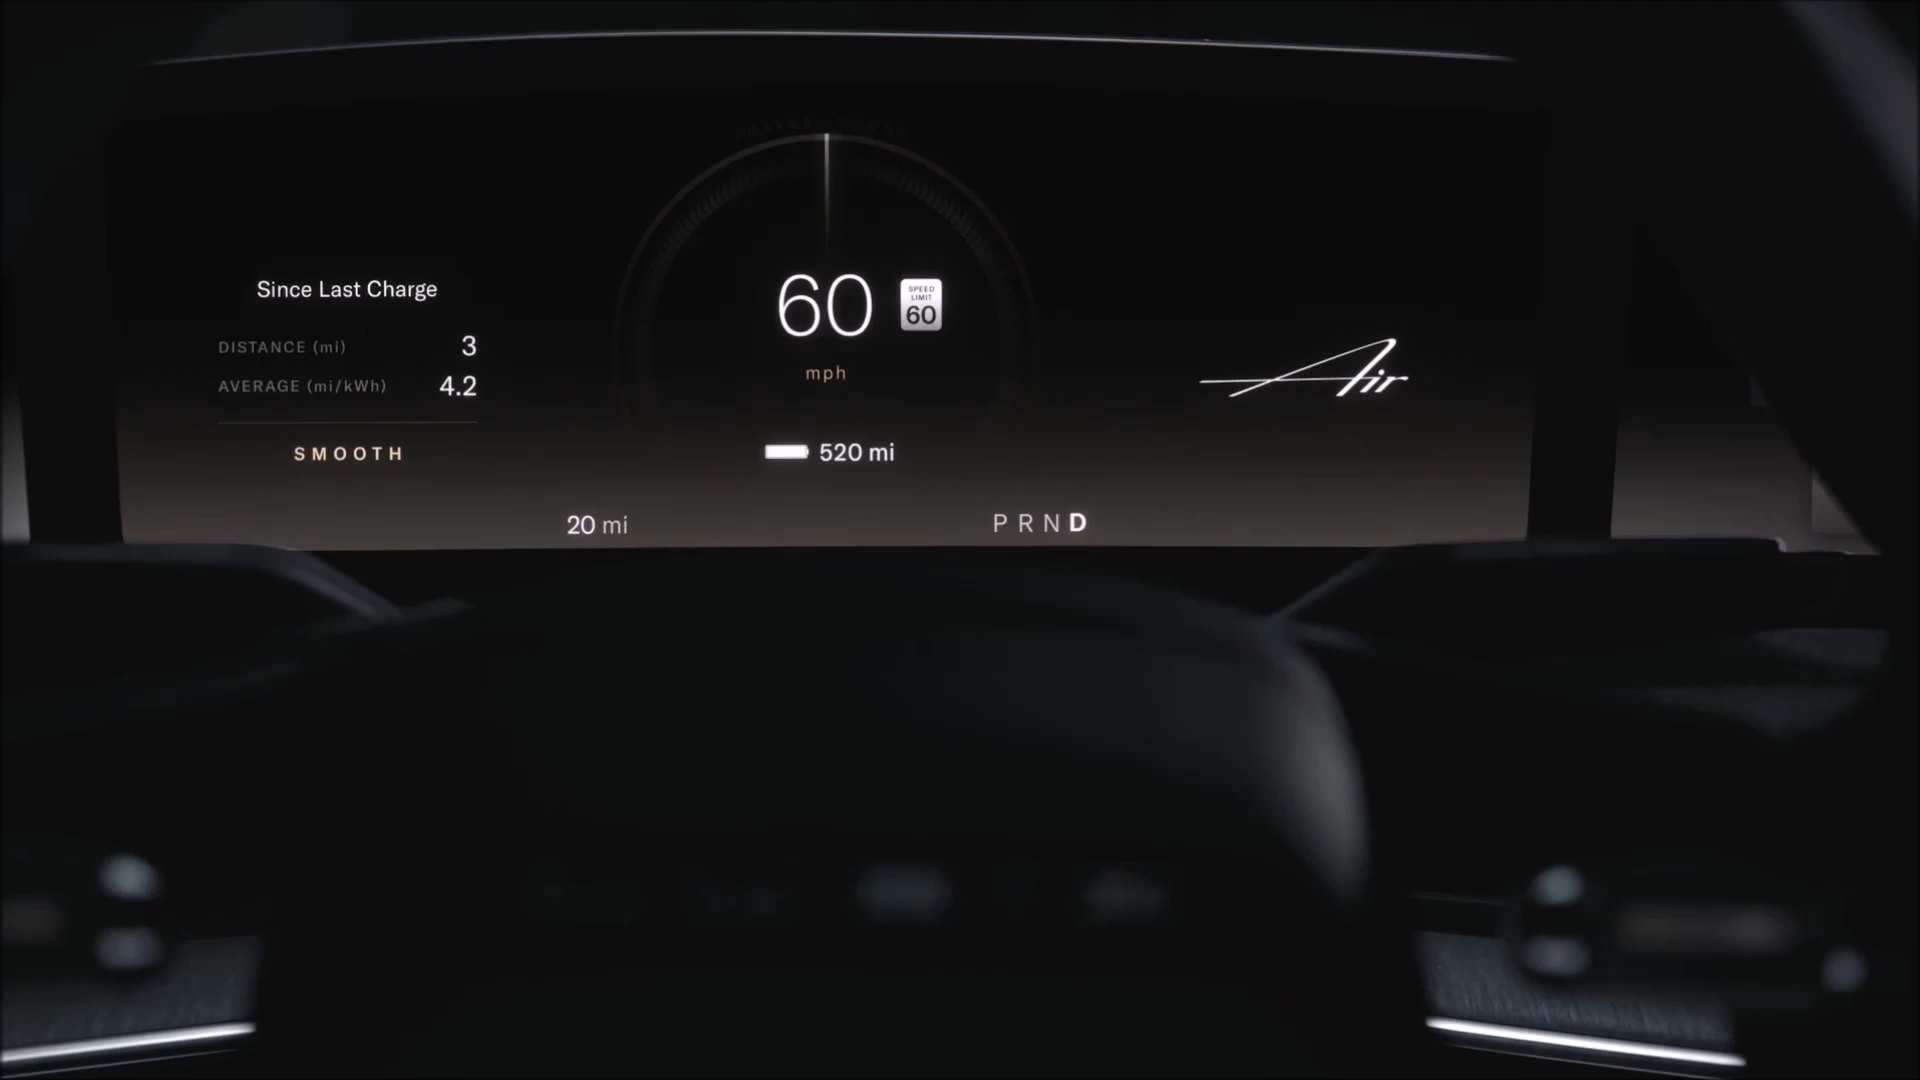 Since Last Charge
DISTANCE (mi) 3
AVERAGE (mi/kWh) 4.2
SMOOTH
60
mph
SPEED
LIMIT
60
520 mi
Air
20 mi
P R N D